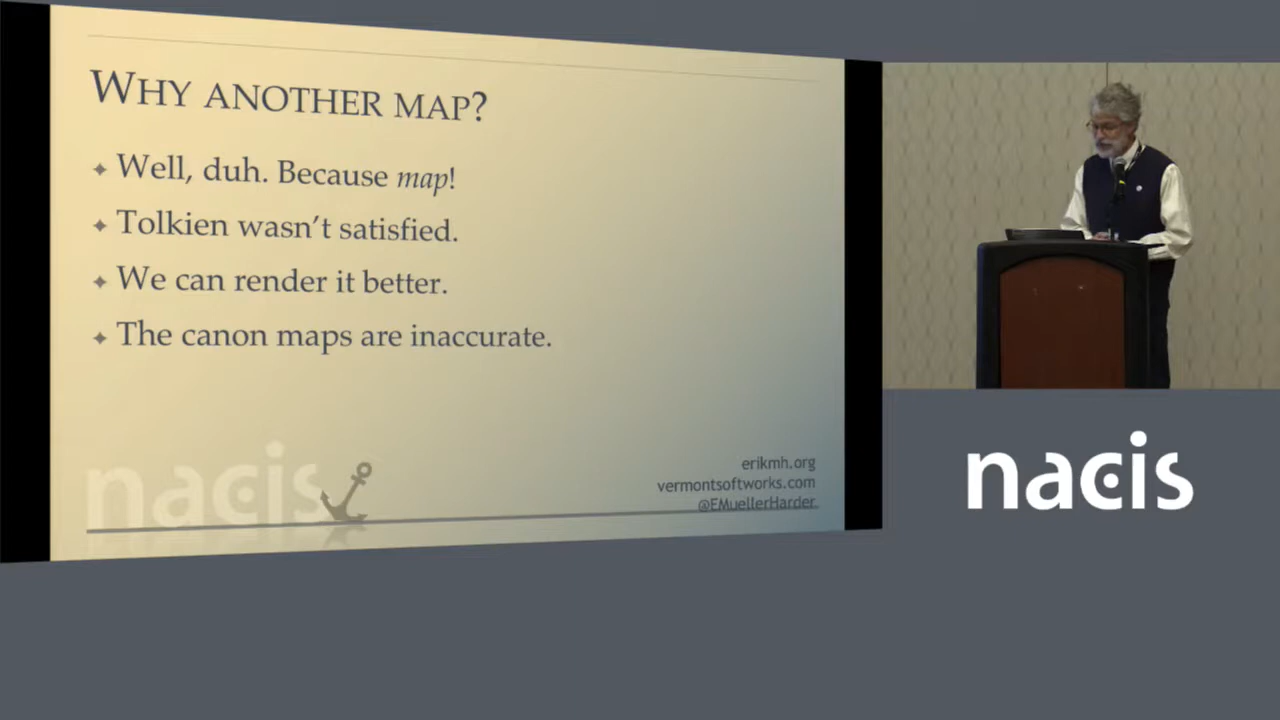 WHY ANOTHER MAP?
✦ Well, duh. Because map!
✦ Tolkien wasn't satisfied.
✦ We can render it better.
✦ The canon maps are inaccurate.
nacis
erikmh.org
vermontsoftworks.com
@EMuellerHarder
nacis